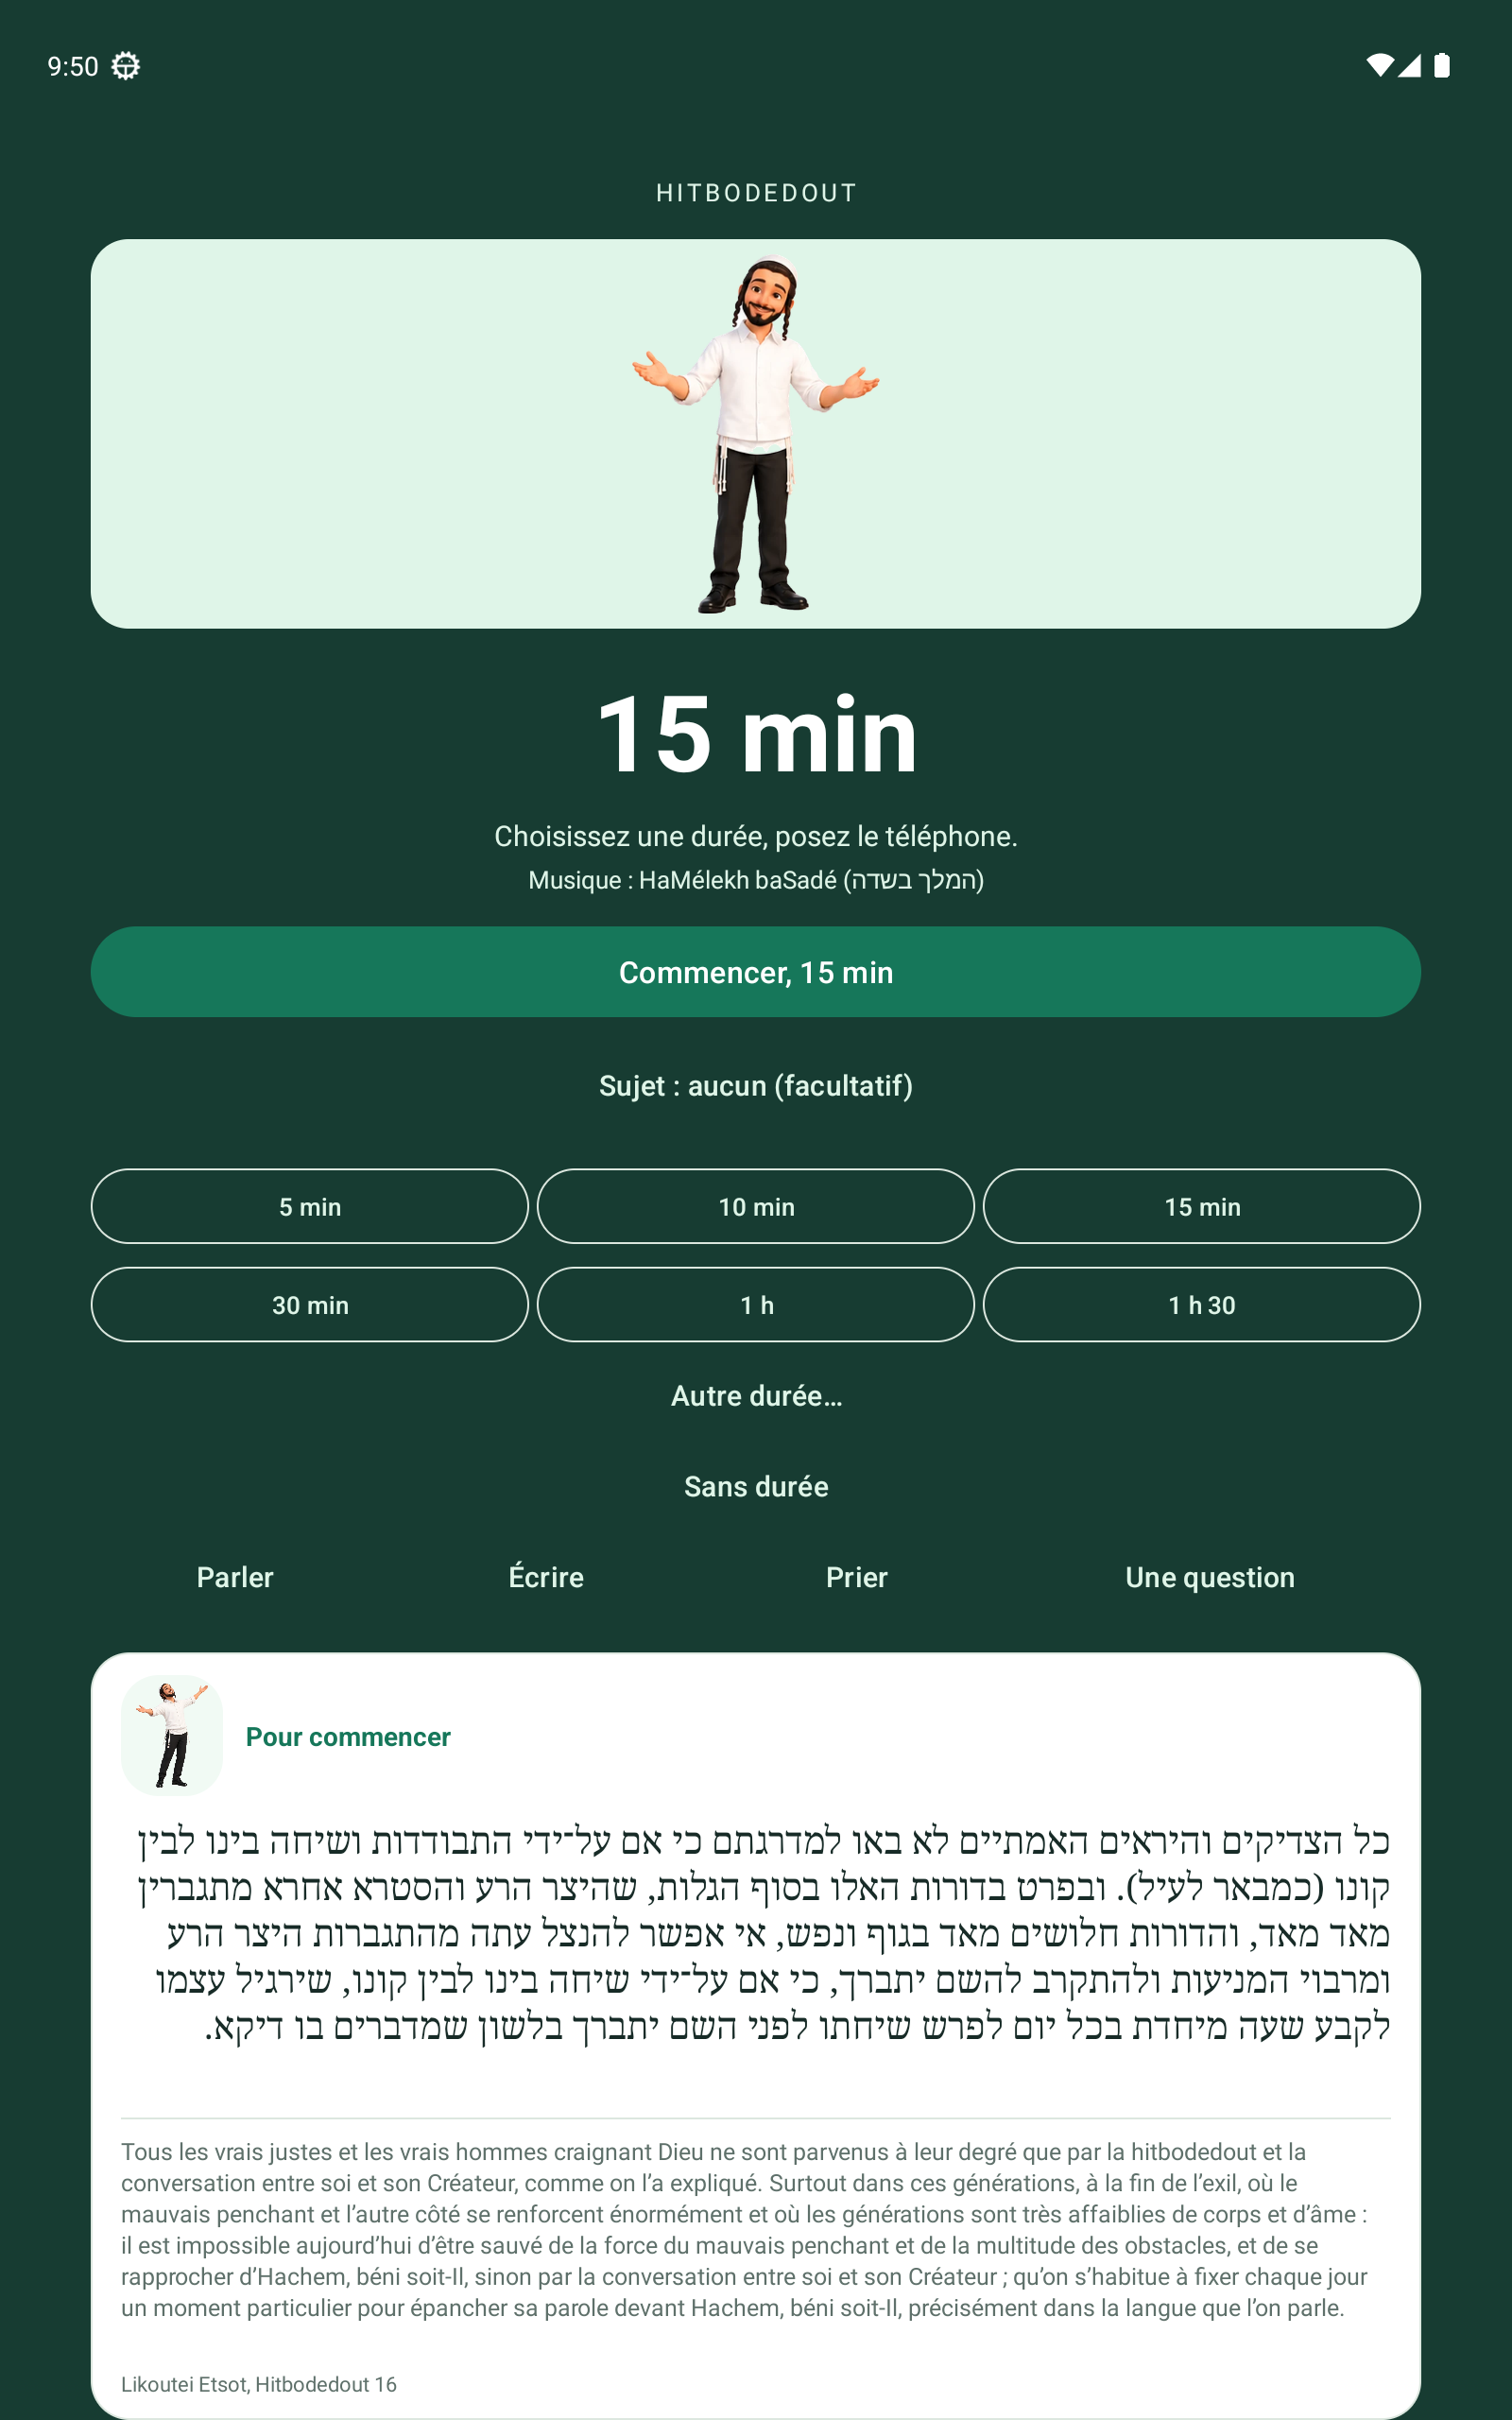 9:50
HITBODEDOUT
15 min
Choisissez une durée, posez le téléphone.
Musique : HaMélekh baSadé (המלך בשדה)
Commencer, 15 min
Sujet : aucun (facultatif)
5 min
10 min
15 min
30 min
1 h
1 h 30
Autre durée…
Sans durée
Parler
Écrire
Prier
Une question
Pour commencer
כל הצדיקים והיראים האמתיים לא באו למדרגתם כי אם על־ידי התבודדות ושיחה בינו לבין
קונו (כמבאר לעיל). ובפרט בדורות האלו בסוף הגלות, שהיצר הרע והסטרא אחרא מתגברין
מאד מאד, והדורות חלושים מאד בגוף ונפש, אי אפשר להנצל עתה מהתגברות היצר הרע
ומרבוי המניעות ולהתקרב להשם יתברך, כי אם על־ידי שיחה בינו לבין קונו, שירגיל עצמו
לקבע שעה מיחדת בכל יום לפרש שיחתו לפני השם יתברך בלשון שמדברים בו דיקא.
Tous les vrais justes et les vrais hommes craignant Dieu ne sont parvenus à leur degré que par la hitbodedout et la
conversation entre soi et son Créateur, comme on l’a expliqué. Surtout dans ces générations, à la fin de l’exil, où le
mauvais penchant et l’autre côté se renforcent énormément et où les générations sont très affaiblies de corps et d’âme :
il est impossible aujourd’hui d’être sauvé de la force du mauvais penchant et de la multitude des obstacles, et de se
rapprocher d’Hachem, béni soit-Il, sinon par la conversation entre soi et son Créateur ; qu’on s’habitue à fixer chaque jour
un moment particulier pour épancher sa parole devant Hachem, béni soit-Il, précisément dans la langue que l’on parle.
Likoutei Etsot, Hitbodedout 16